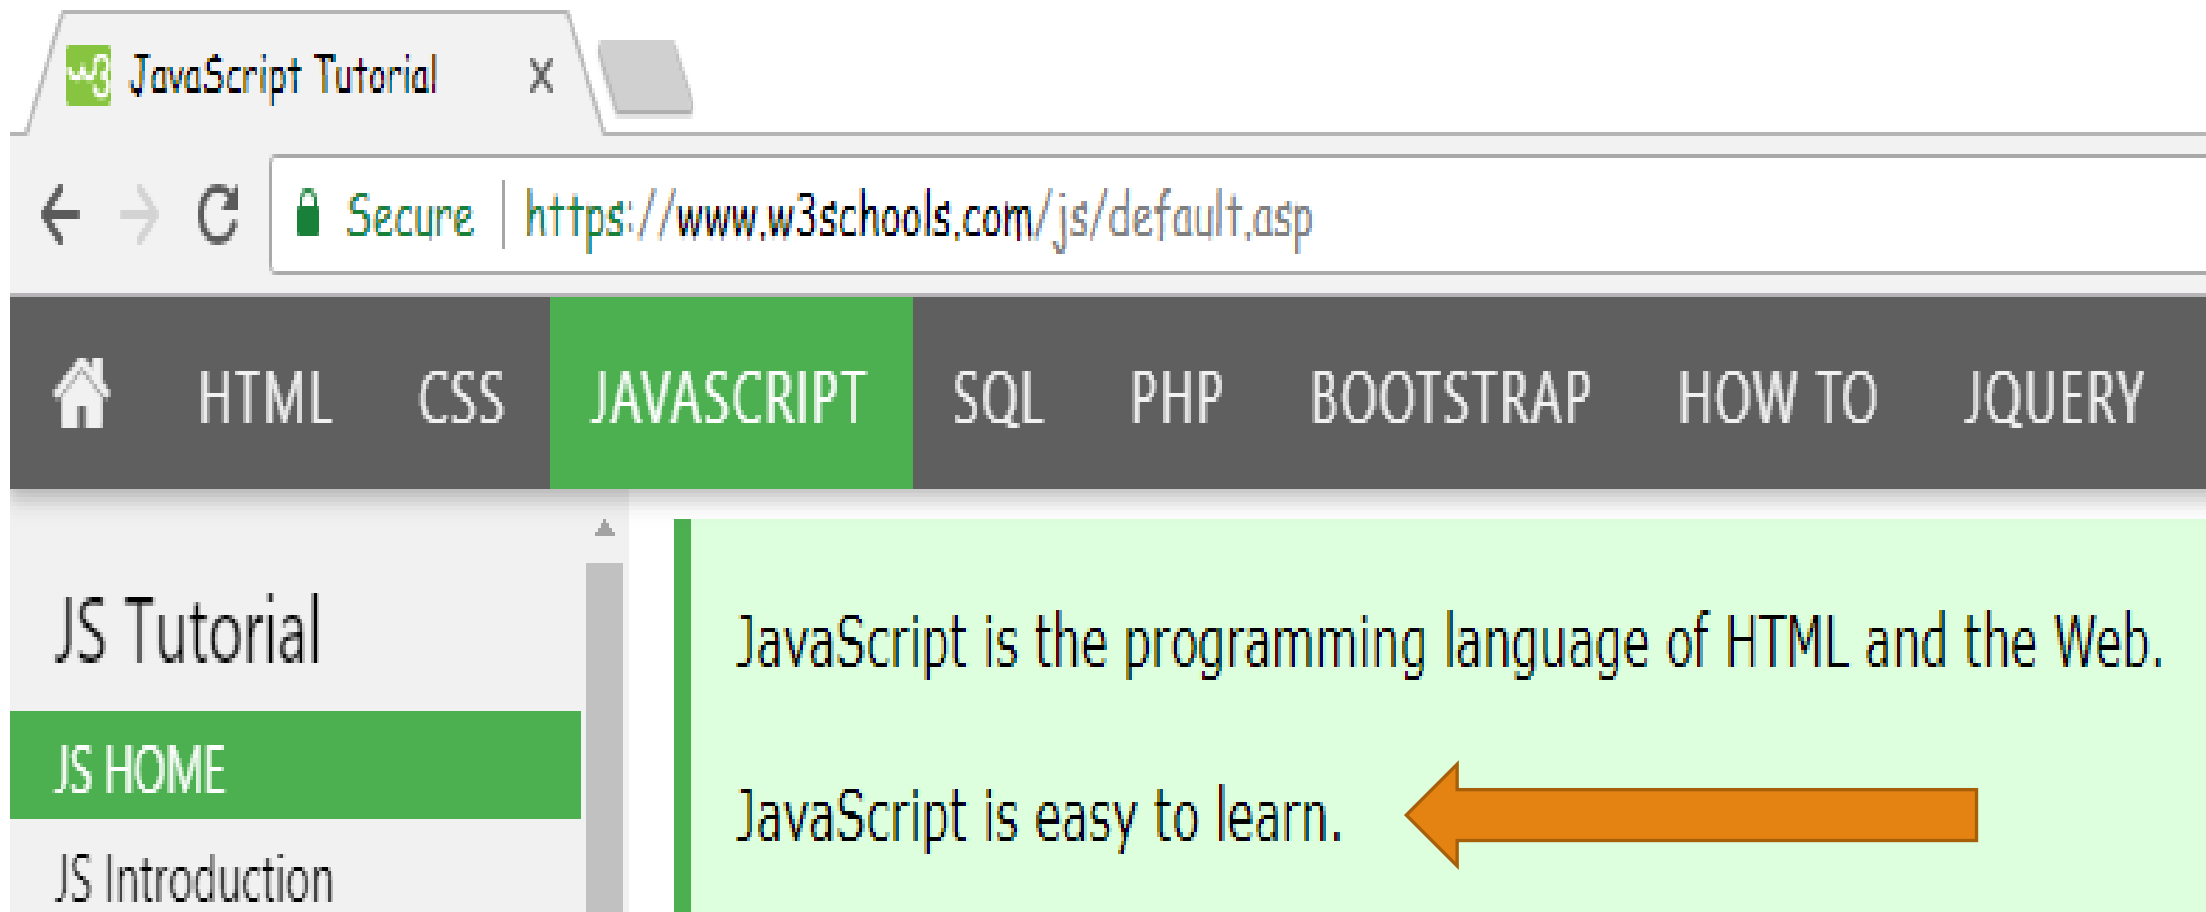 w3 JavaScript Tutorial x
Secure | https://www.w3schools.com/js/default.asp
HTML CSS JAVASCRIPT SQL PHP BOOTSTRAP HOW TO JQUERY
JS Tutorial
JS HOME
JS Introduction
JavaScript is the programming language of HTML and the Web.
JavaScript is easy to learn.